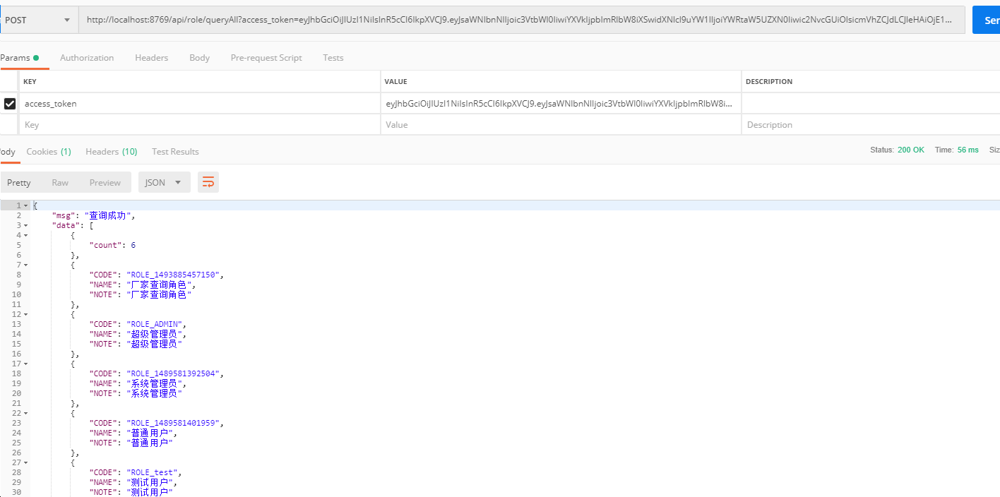 POST http://localhost:8769/api/role/queryAll?access_token=eyJhbGciOiJIUzI1NiIsInR5cCI6IkpXVCJ9.eyJsaWNlbnNlIjoic3VtbWl0IiwiYXVkIjpbImRlbW8iXSwidXNlcl9uYW1lIjoiYWRtaW5UZXN0Iiwic2NvcGUiOlsicmVhZCJdLCJleHAiOjE1...
Params Authorization Headers Body Pre-request Script Tests
KEY VALUE DESCRIPTION
access_token eyJhbGciOiJIUzI1NiIsInR5cCI6IkpXVCJ9.eyJsaWNlbnNlIjoic3VtbWl0IiwiYXVkIjpbImRlbW8i...
Key Value Description
Cookies (1) Headers (10) Test Results Status: 200 OK Time: 56 ms
Pretty Raw Preview JSON
1 {
2 "msg": "查询成功",
3 "data": [
4 {
5 "count": 6
6 },
7 {
8 "CODE": "ROLE_1493885457150",
9 "NAME": "厂家查询角色",
10 "NOTE": "厂家查询角色"
11 },
12 {
13 "CODE": "ROLE_ADMIN",
14 "NAME": "超级管理员",
15 "NOTE": "超级管理员"
16 },
17 {
18 "CODE": "ROLE_1489581392504",
19 "NAME": "系统管理员",
20 "NOTE": "系统管理员"
21 },
22 {
23 "CODE": "ROLE_1489581401959",
24 "NAME": "普通用户",
25 "NOTE": "普通用户"
26 },
27 {
28 "CODE": "ROLE_test",
29 "NAME": "测试用户",
30 "NOTE": "测试用户"